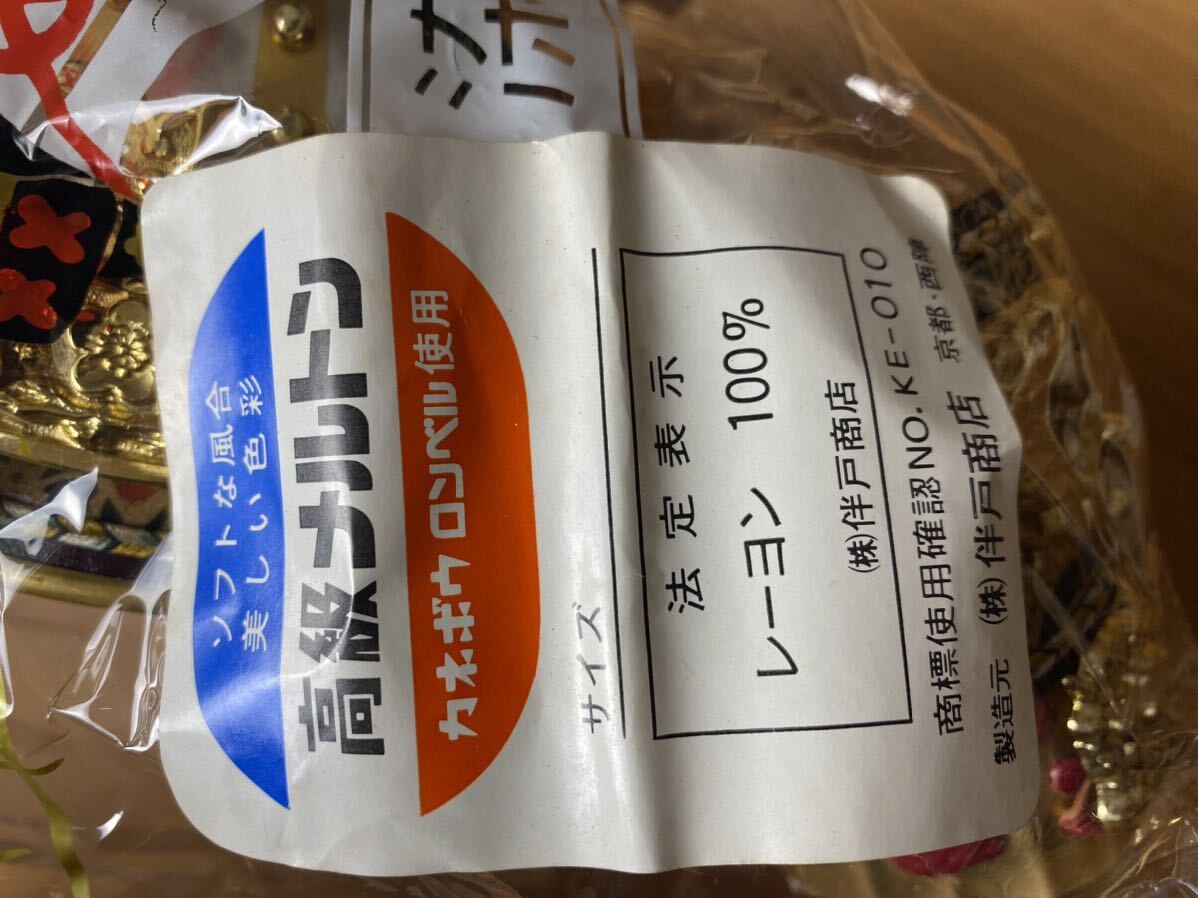 ソフトな風合
美しい色彩
高級ナルトン
カネボウ ロンベル使用
サイズ
法定表示
レーヨン 100%
(株)伴戸商店
商標使用確認NO.KE-010
製造元 (株)伴戸商店 京都・西陣